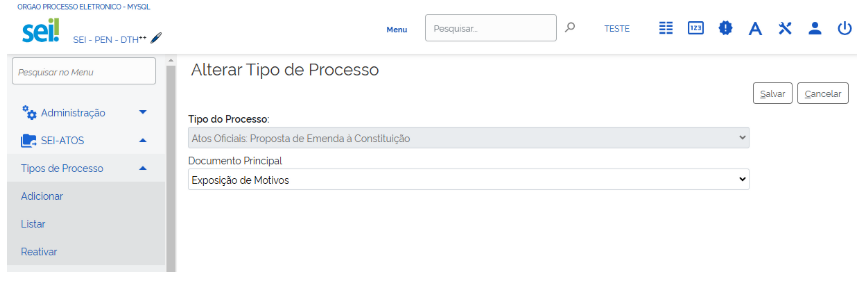 ORGAO PROCESSO ELETRONICO - MYSQL
sei!
SEI - PEN - DTH**
Menu
Pesquisar...
TESTE
123
A
Pesquisar no Menu
Administração
SEI-ATOS
Tipos de Processo
Adicionar
Listar
Reativar
Alterar Tipo de Processo
Salvar
Cancelar
Tipo do Processo:
Atos Oficiais: Proposta de Emenda à Constituição
Documento Principal
Exposição de Motivos